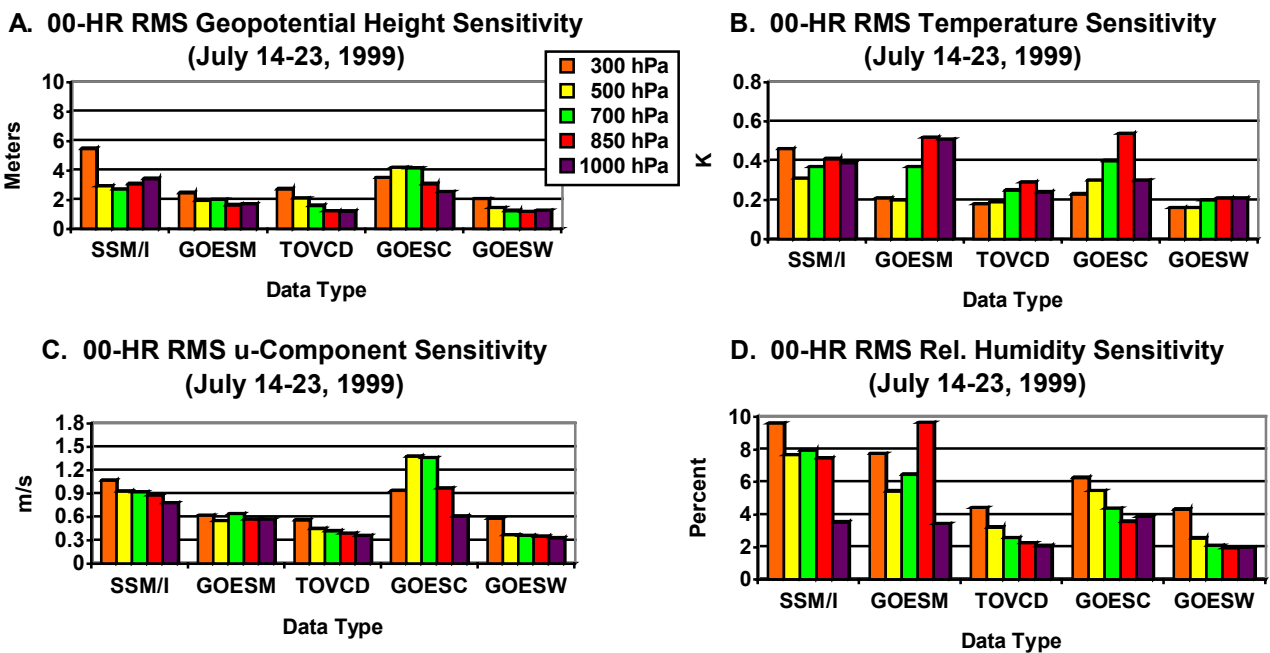 A. 00-HR RMS Geopotential Height Sensitivity
(July 14-23, 1999)
10
8
6
4
2
0
Meters
300 hPa
500 hPa
700 hPa
850 hPa
1000 hPa
SSM/I GOESM TOVCD GOESC GOESW
Data Type
B. 00-HR RMS Temperature Sensitivity
(July 14-23, 1999)
0.8
0.6
0.4
0.2
0
K
SSM/I GOESM TOVCD GOESC GOESW
Data Type
C. 00-HR RMS u-Component Sensitivity
(July 14-23, 1999)
1.8
1.5
1.2
0.9
0.6
0.3
0
m/s
SSM/I GOESM TOVCD GOESC GOESW
Data Type
D. 00-HR RMS Rel. Humidity Sensitivity
(July 14-23, 1999)
10
8
6
4
2
0
Percent
SSM/I GOESM TOVCD GOESC GOESW
Data Type